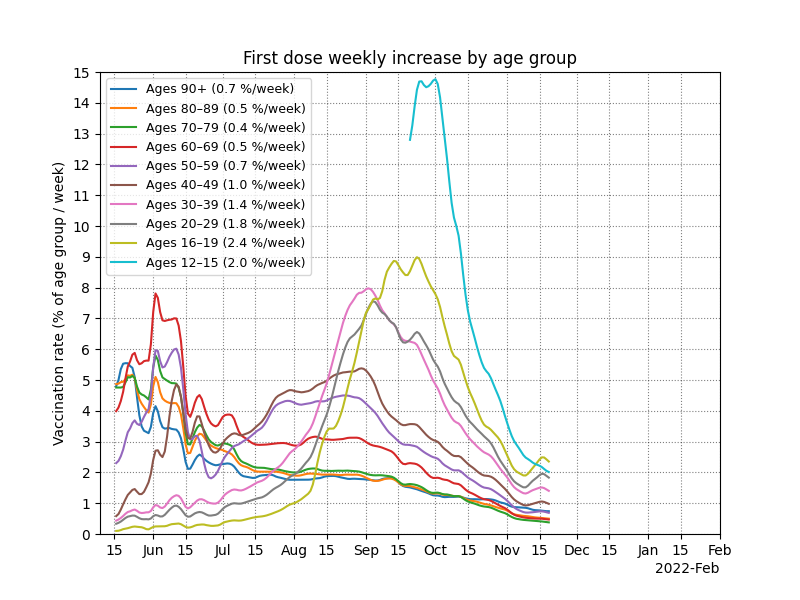 First dose weekly increase by age group
Vaccination rate (% of age group / week)
15
14
13
12
11
10
9
8
7
6
5
4
3
2
1
0
Ages 90+ (0.7 %/week)
Ages 80–89 (0.5 %/week)
Ages 70–79 (0.4 %/week)
Ages 60–69 (0.5 %/week)
Ages 50–59 (0.7 %/week)
Ages 40–49 (1.0 %/week)
Ages 30–39 (1.4 %/week)
Ages 20–29 (1.8 %/week)
Ages 16–19 (2.4 %/week)
Ages 12–15 (2.0 %/week)
15 Jun 15 Jul 15 Aug 15 Sep 15 Oct 15 Nov 15 Dec 15 Jan 15 Feb
2022-Feb